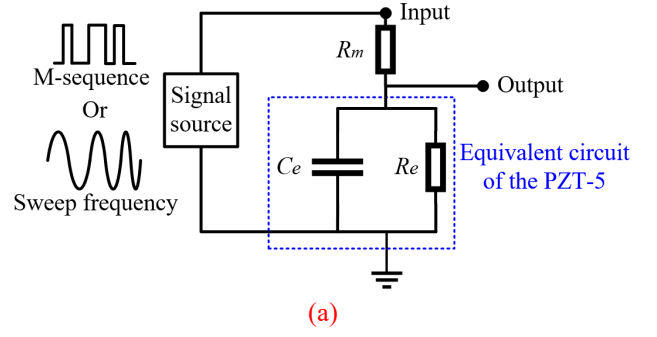 Input
Rm
M-sequence
Or
Sweep frequency
Signal
source
Output
Ce
Re
Equivalent circuit
of the PZT-5
(a)